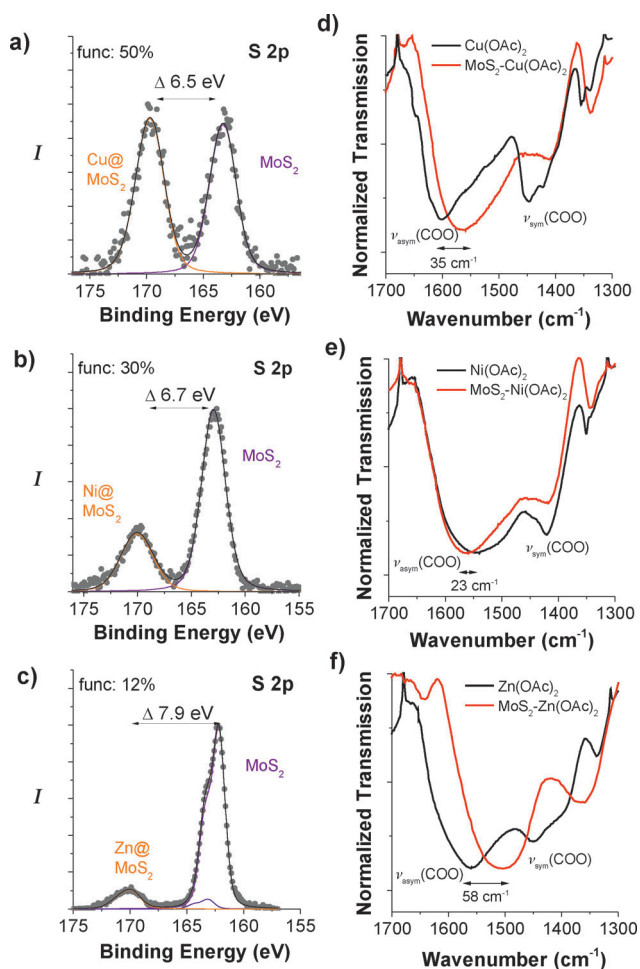 a)
func: 50%
S 2p
Δ 6.5 eV
Cu@
MoS₂
MoS₂
I
175 170 165 160
Binding Energy (eV)
b)
func: 30%
S 2p
Δ 6.7 eV
Ni@
MoS₂
MoS₂
I
175 170 165 160 155
Binding Energy (eV)
c)
func: 12%
S 2p
Δ 7.9 eV
Zn@
MoS₂
MoS₂
I
175 170 165 160 155
Binding Energy (eV)
d)
Cu(OAc)₂
MoS₂-Cu(OAc)₂
Normalized Transmission
νasym(COO)
νsym(COO)
35 cm⁻¹
1700 1600 1500 1400 1300
Wavenumber (cm⁻¹)
e)
Ni(OAc)₂
MoS₂-Ni(OAc)₂
Normalized Transmission
νasym(COO)
νsym(COO)
23 cm⁻¹
1700 1600 1500 1400 1300
Wavenumber (cm⁻¹)
f)
Zn(OAc)₂
MoS₂-Zn(OAc)₂
Normalized Transmission
νasym(COO)
νsym(COO)
58 cm⁻¹
1700 1600 1500 1400 1300
Wavenumber (cm⁻¹)